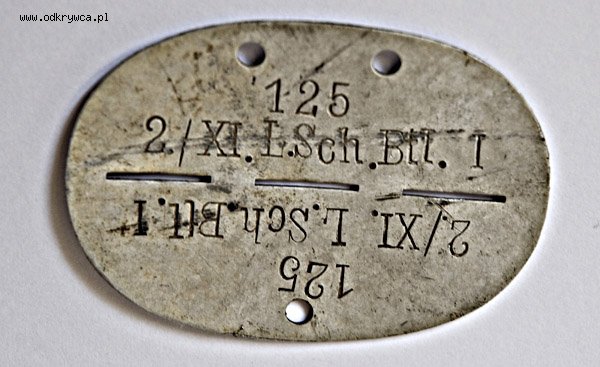 www.odkrywca.pl
125
2./XI.L.Sch.Btl. I
2./XI. L.Sch.Btl.I
125